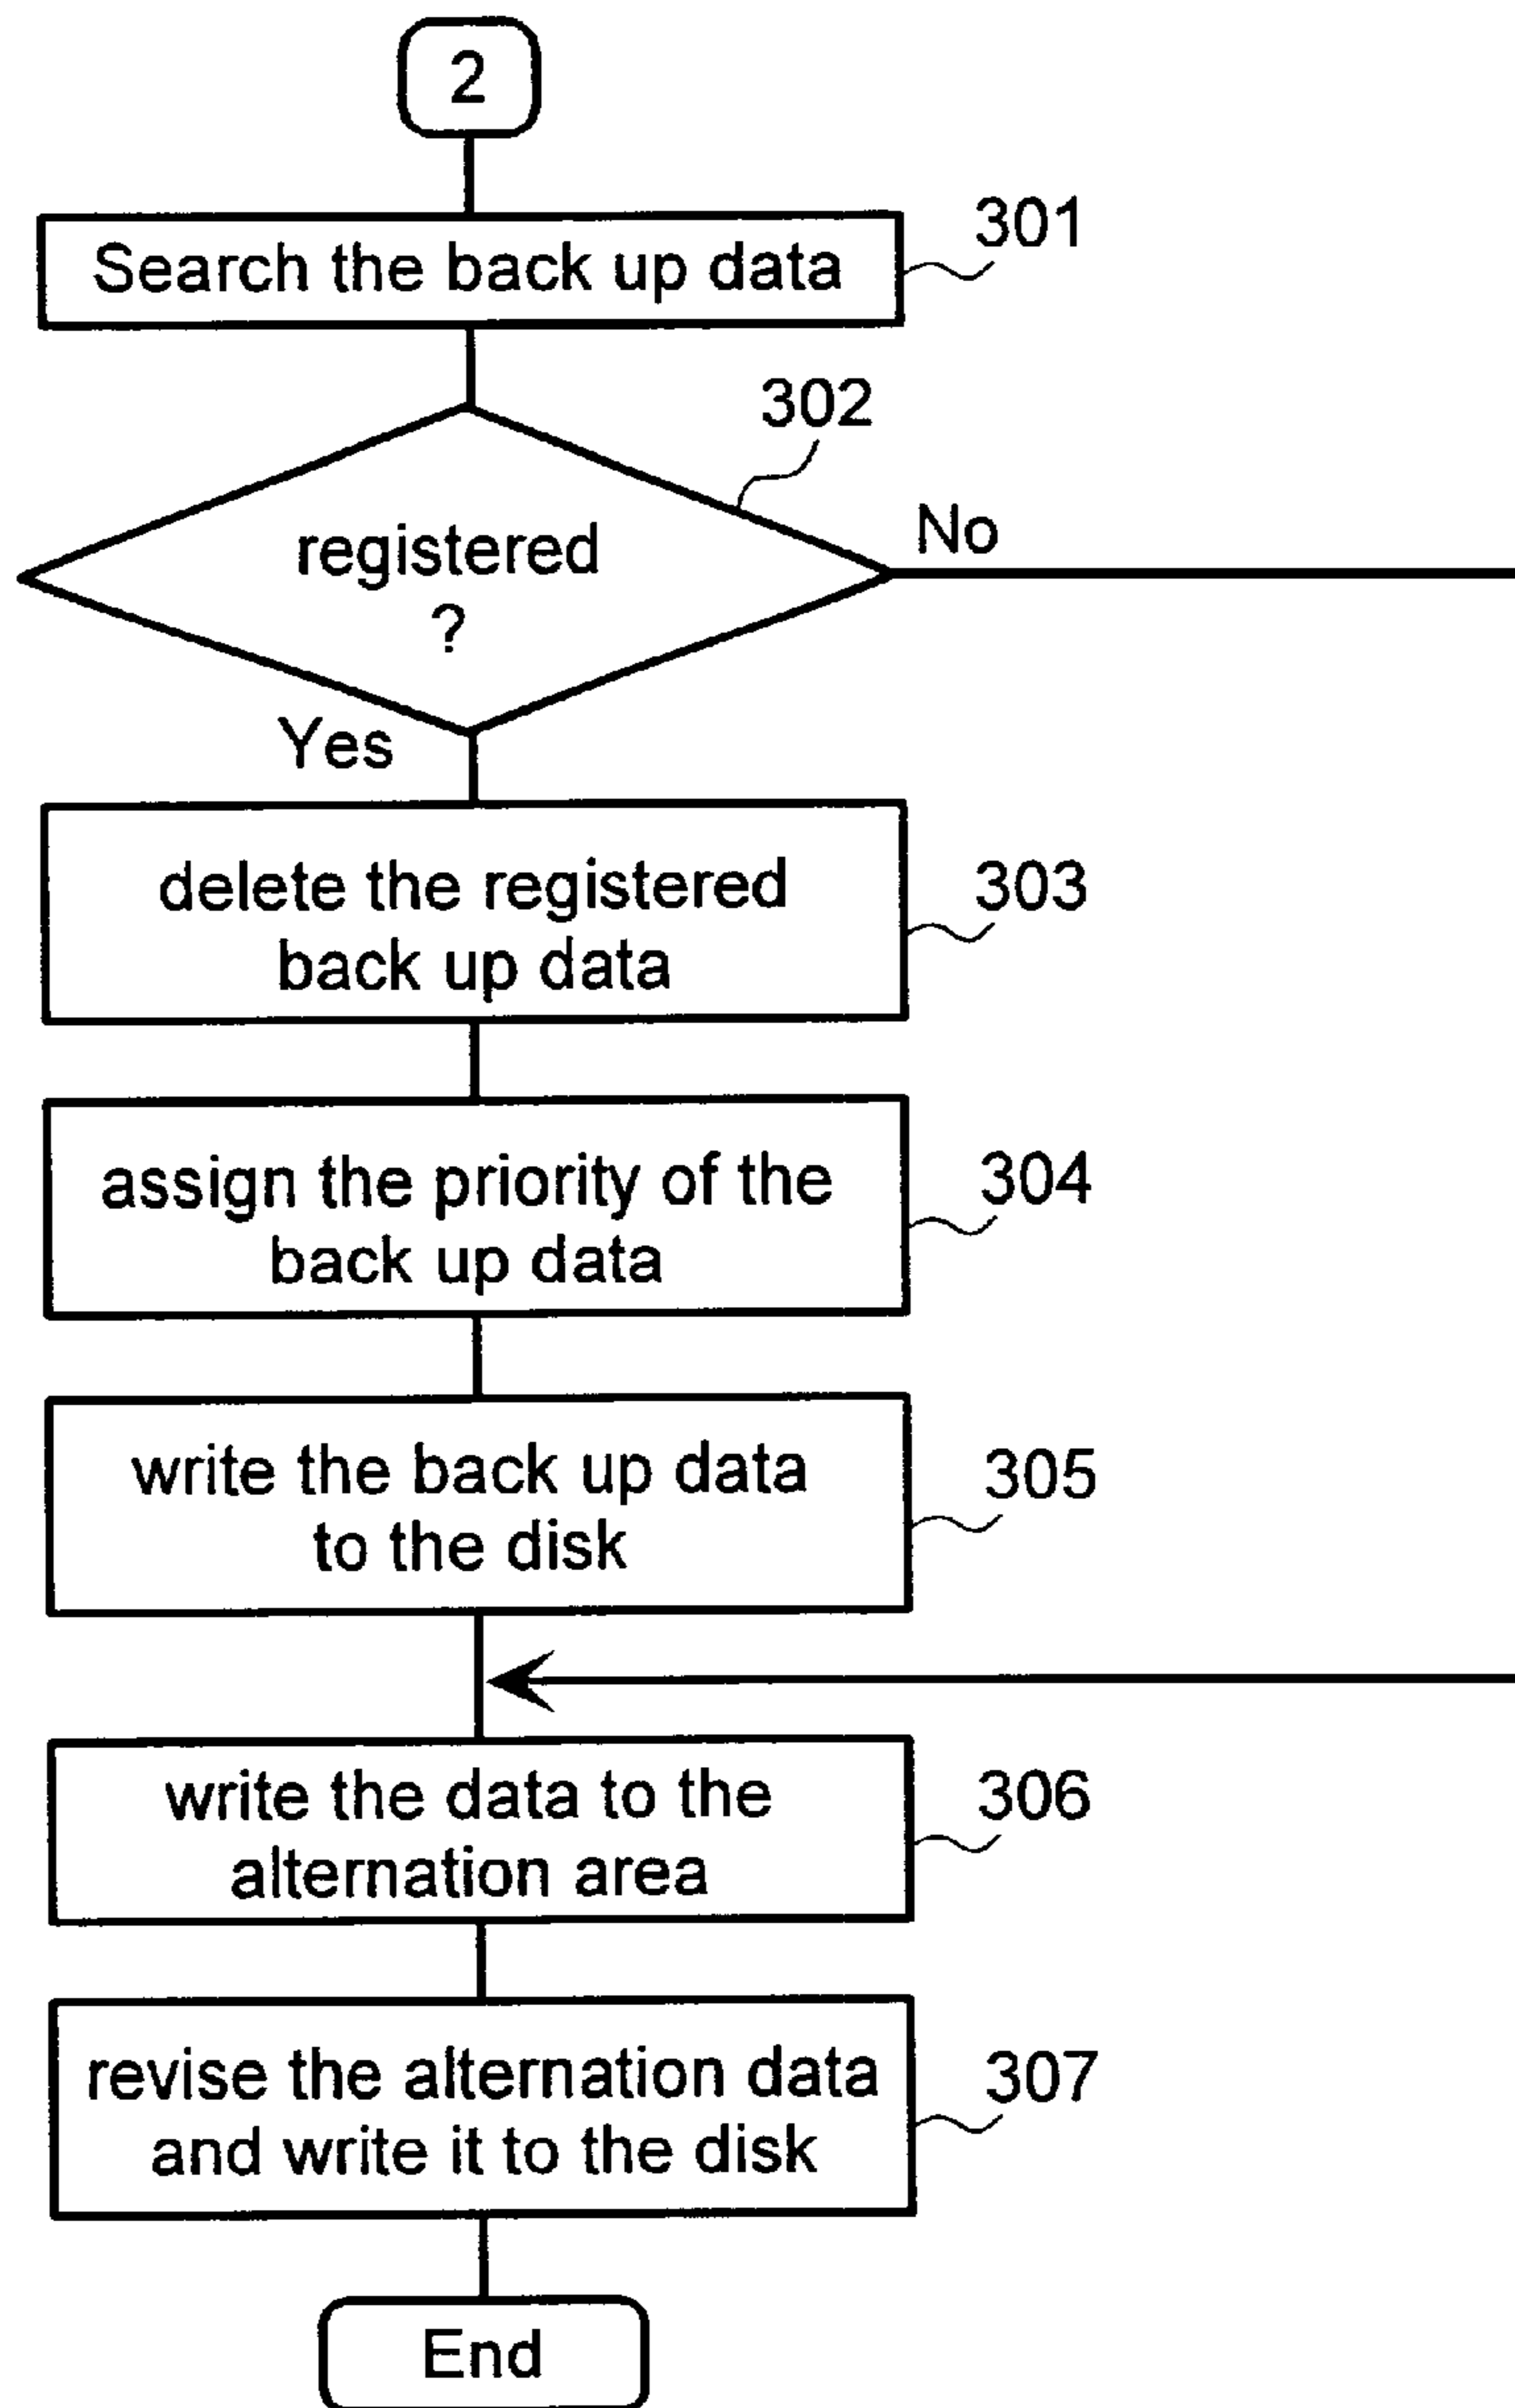 2
Search the back up data
301
302
registered
?
No
Yes
delete the registered
back up data
303
assign the priority of the
back up data
304
write the back up data
to the disk
305
write the data to the
alternation area
306
revise the alternation data
and write it to the disk
307
End